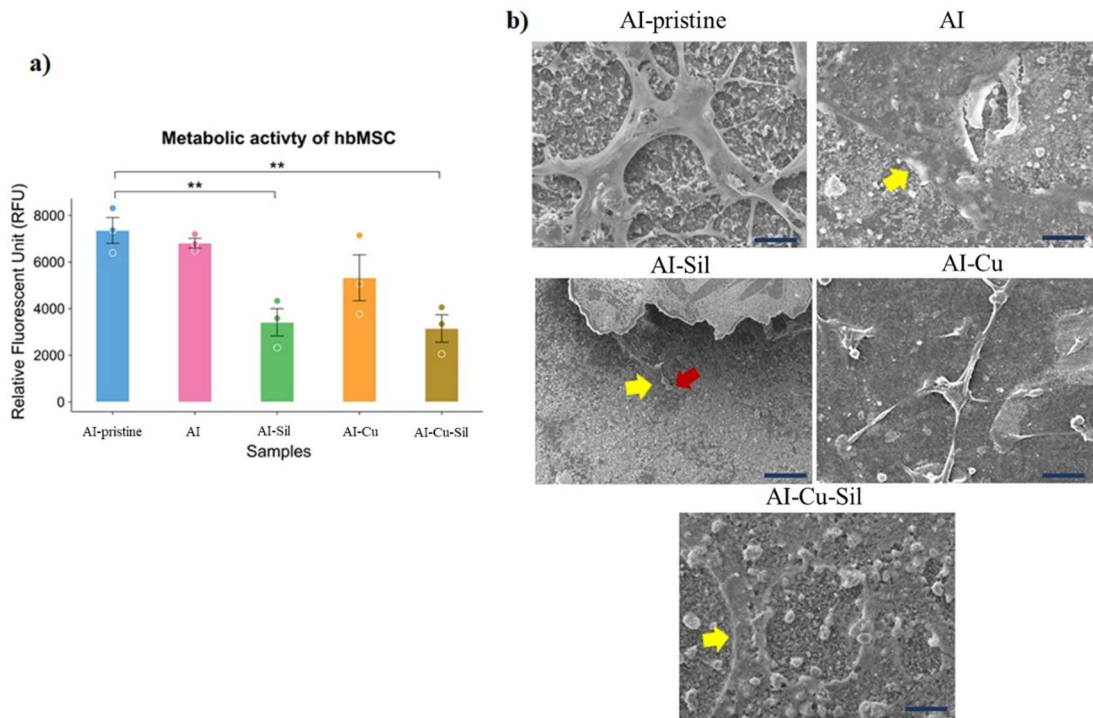 a)
Metabolic activty of hbMSC
**
**
Relative Fluorescent Unit (RFU)
8000
6000
4000
2000
0
AI-pristine AI AI-Sil AI-Cu AI-Cu-Sil
Samples
b)
AI-pristine AI
AI-Sil AI-Cu
AI-Cu-Sil